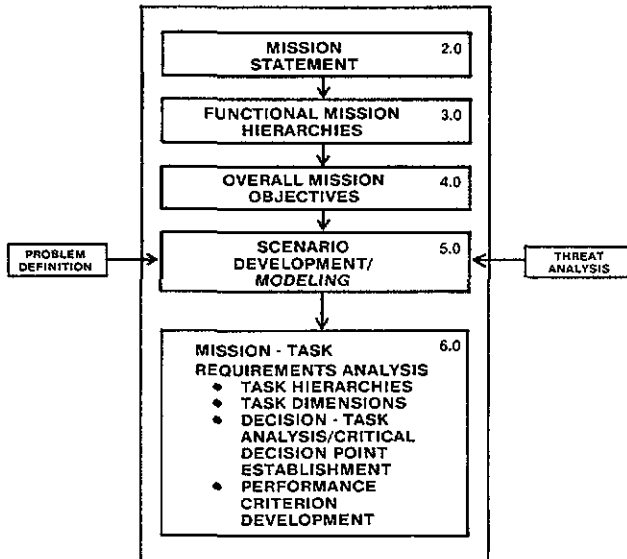 MISSION
STATEMENT
2.0
FUNCTIONAL MISSION
HIERARCHIES
3.0
OVERALL MISSION
OBJECTIVES
4.0
PROBLEM
DEFINITION
SCENARIO
DEVELOPMENT/
MODELING
5.0
THREAT
ANALYSIS
6.0
MISSION - TASK
REQUIREMENTS ANALYSIS
• TASK HIERARCHIES
• TASK DIMENSIONS
• DECISION - TASK
ANALYSIS/CRITICAL
DECISION POINT
ESTABLISHMENT
• PERFORMANCE
CRITERION
DEVELOPMENT